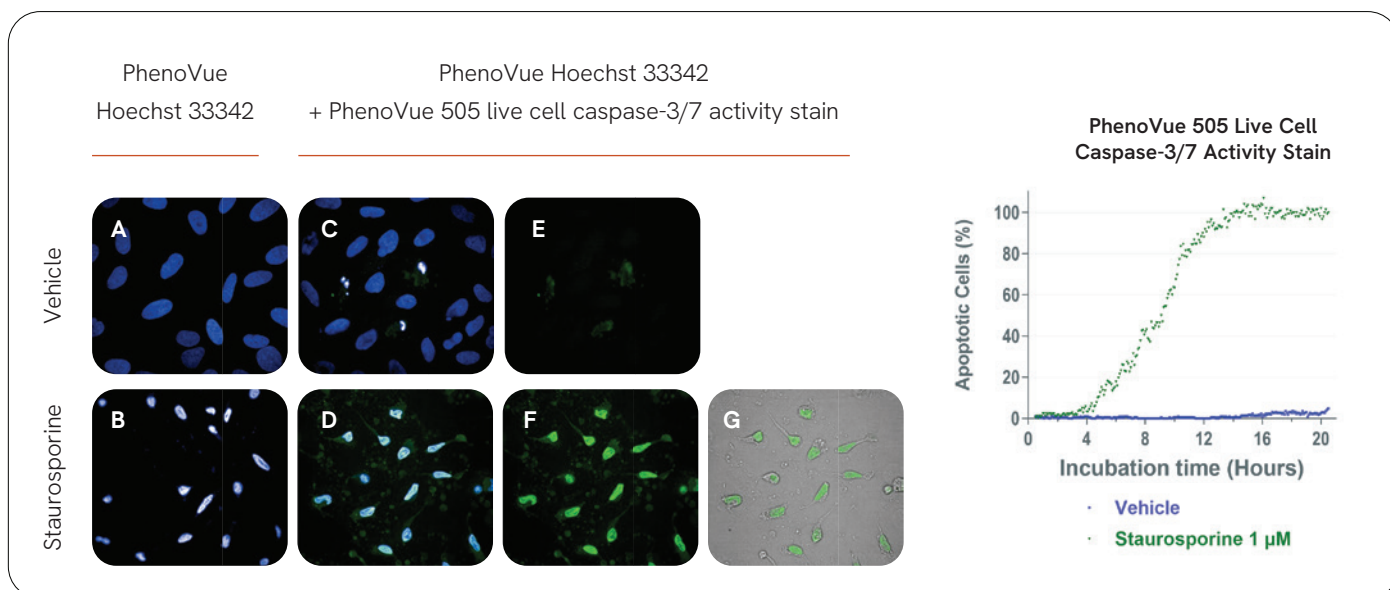 PhenoVue
Hoechst 33342
PhenoVue Hoechst 33342
+ PhenoVue 505 live cell caspase-3/7 activity stain
Vehicle
A
C
E
Staurosporine
B
D
F
G
PhenoVue 505 Live Cell
Caspase-3/7 Activity Stain
Apoptotic Cells (%)
100
80
60
40
20
0
0 4 8 12 16 20
Incubation time (Hours)
Vehicle
Staurosporine 1 µM